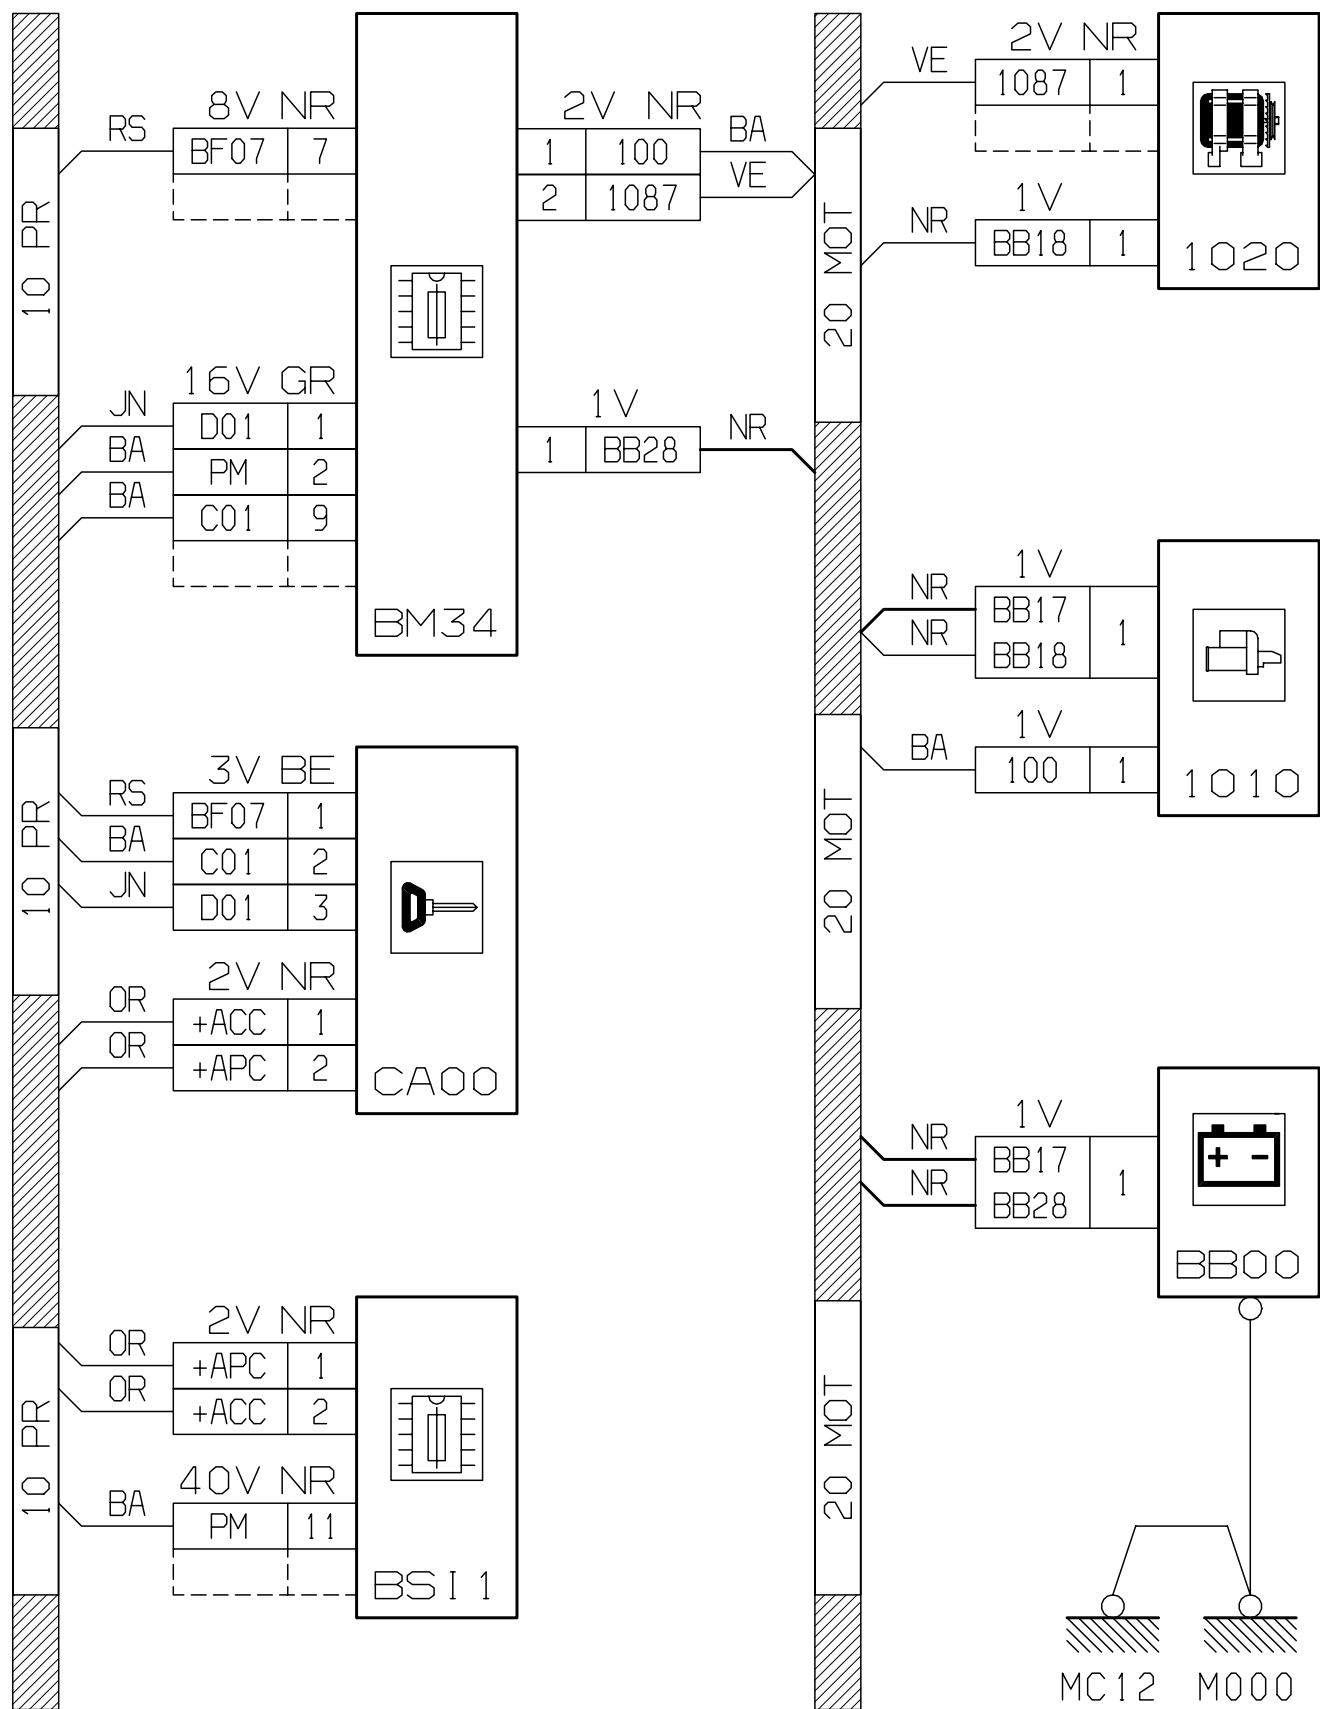 10 PR
8V NR
RS
BF07 7
16V GR
JN
D01 1
BA
PM 2
BA
C01 9
BM34
2V NR
1 100
BA
2 1087
VE
1V
1 BB28
NR
10 PR
3V BE
RS
BF07 1
BA
C01 2
JN
D01 3
2V NR
OR
+ACC 1
OR
+APC 2
CA00
10 PR
2V NR
OR
+APC 1
OR
+ACC 2
40V NR
BA
PM 11
BSI1
20 MOT
2V NR
VE
1087 1
1V
NR
BB18 1
1020
1V
NR
BB17
NR
BB18
1
20 MOT
1V
BA
100 1
1010
1V
NR
BB17
NR
BB28
1
+ -
BB00
20 MOT
MC12 M000